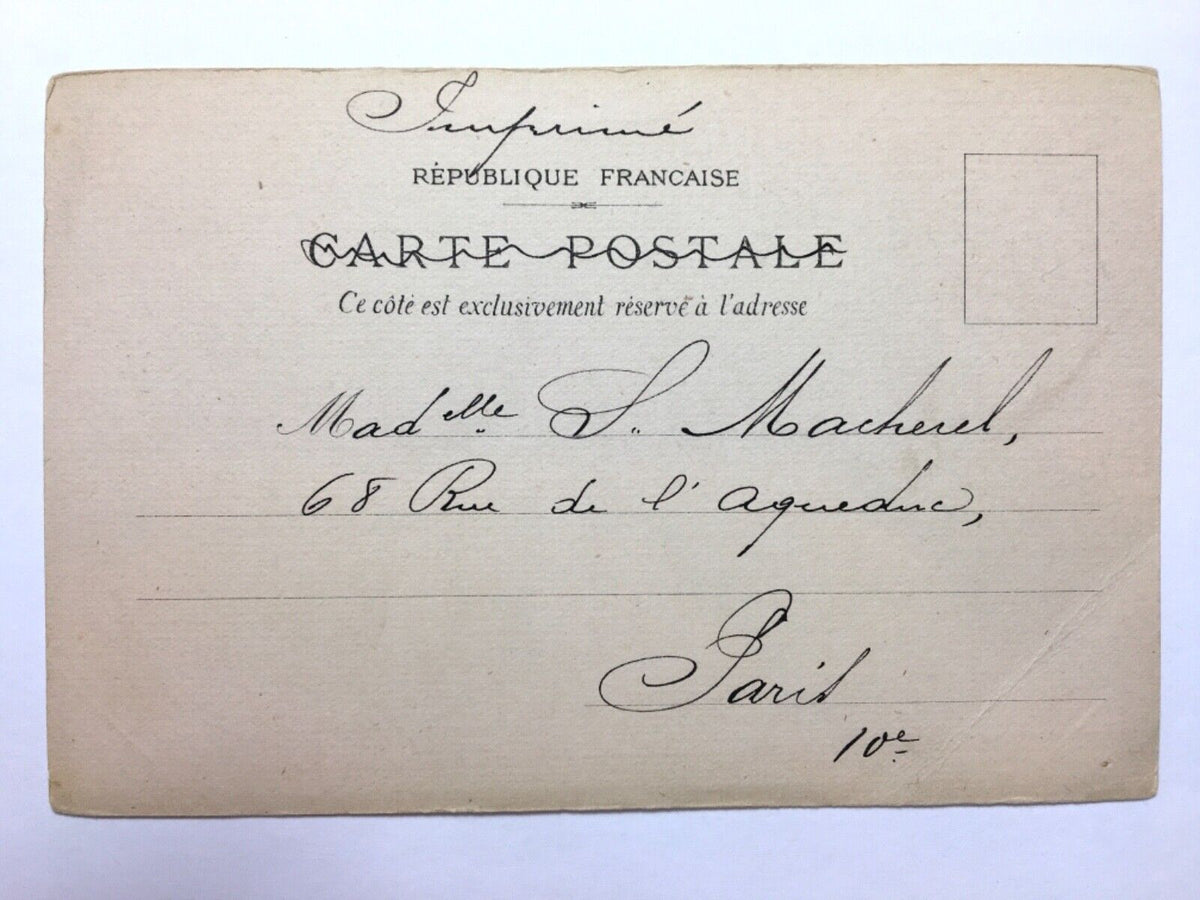 Imprimé
RÉPUBLIQUE FRANCAISE
CARTE POSTALE
Ce côté est exclusivement réservé à l'adresse
Mad elle S. Macherel,
68 Rue de l'aqueduc,
Paris
10e